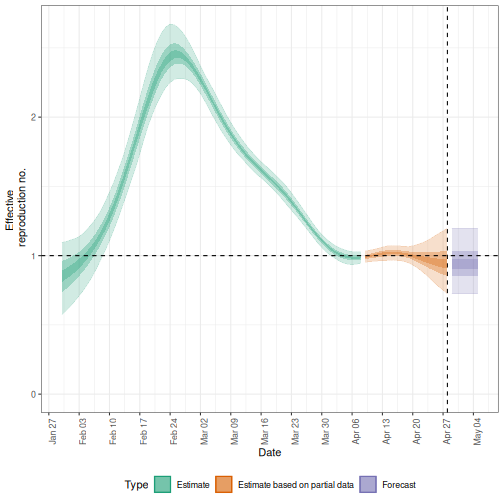 Effective
reproduction no.
2
1
0
Jan 27
Feb 03
Feb 10
Feb 17
Feb 24
Mar 02
Mar 09
Mar 16
Mar 23
Mar 30
Apr 06
Apr 13
Apr 20
Apr 27
May 04
Date
Type Estimate Estimate based on partial data Forecast